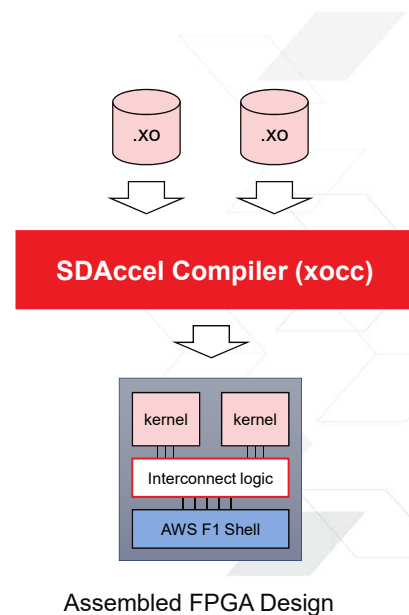 .XO
.XO
SDAccel Compiler (xocc)
kernel
kernel
Interconnect logic
AWS F1 Shell
Assembled FPGA Design